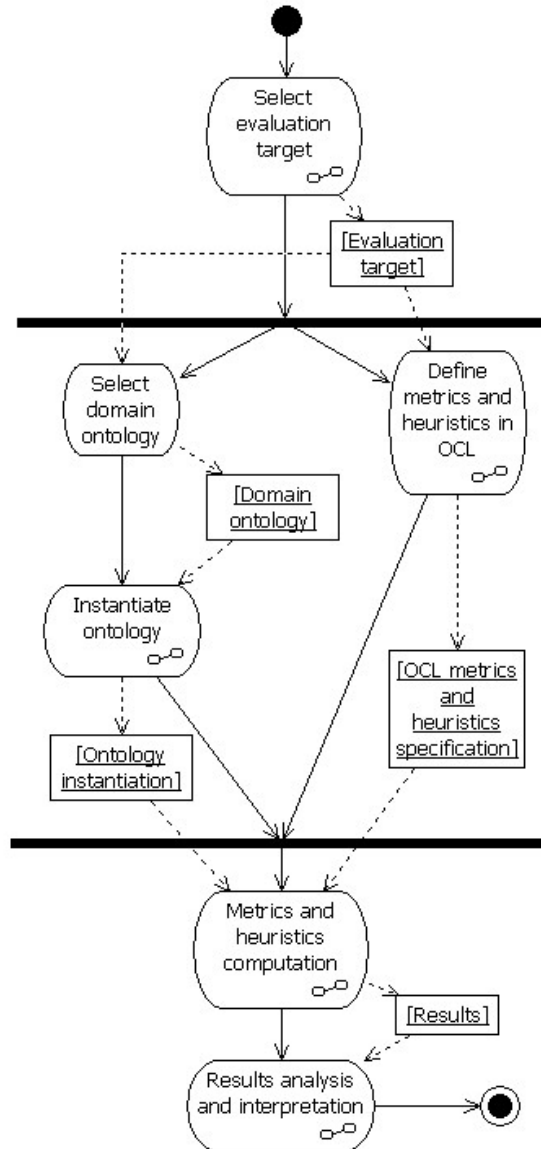 Select
evaluation
target
[Evaluation
target]
Select
domain
ontology
Define
metrics and
heuristics in
OCL
[Domain
ontology]
Instantiate
ontology
[OCL metrics
and
heuristics
specification]
[Ontology
instantiation]
Metrics and
heuristics
computation
[Results]
Results analysis
and interpretation